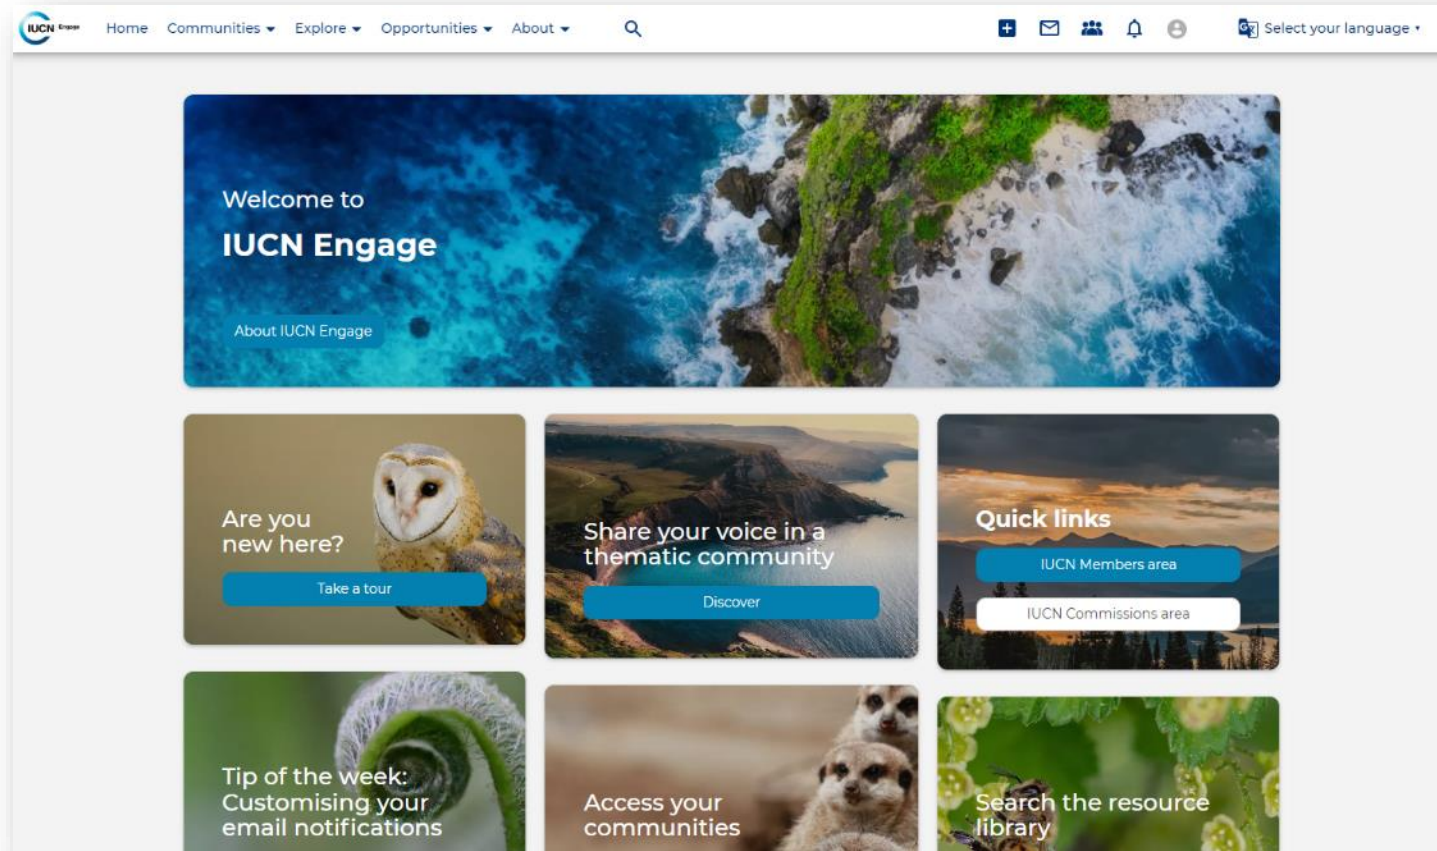 IUCN Engage
Home Communities Explore Opportunities About
Select your language
Welcome to
IUCN Engage
About IUCN Engage
Are you
new here?
Take a tour
Share your voice in a
thematic community
Discover
Quick links
IUCN Members area
IUCN Commissions area
Tip of the week:
Customising your
email notifications
Access your
communities
Search the resource
library